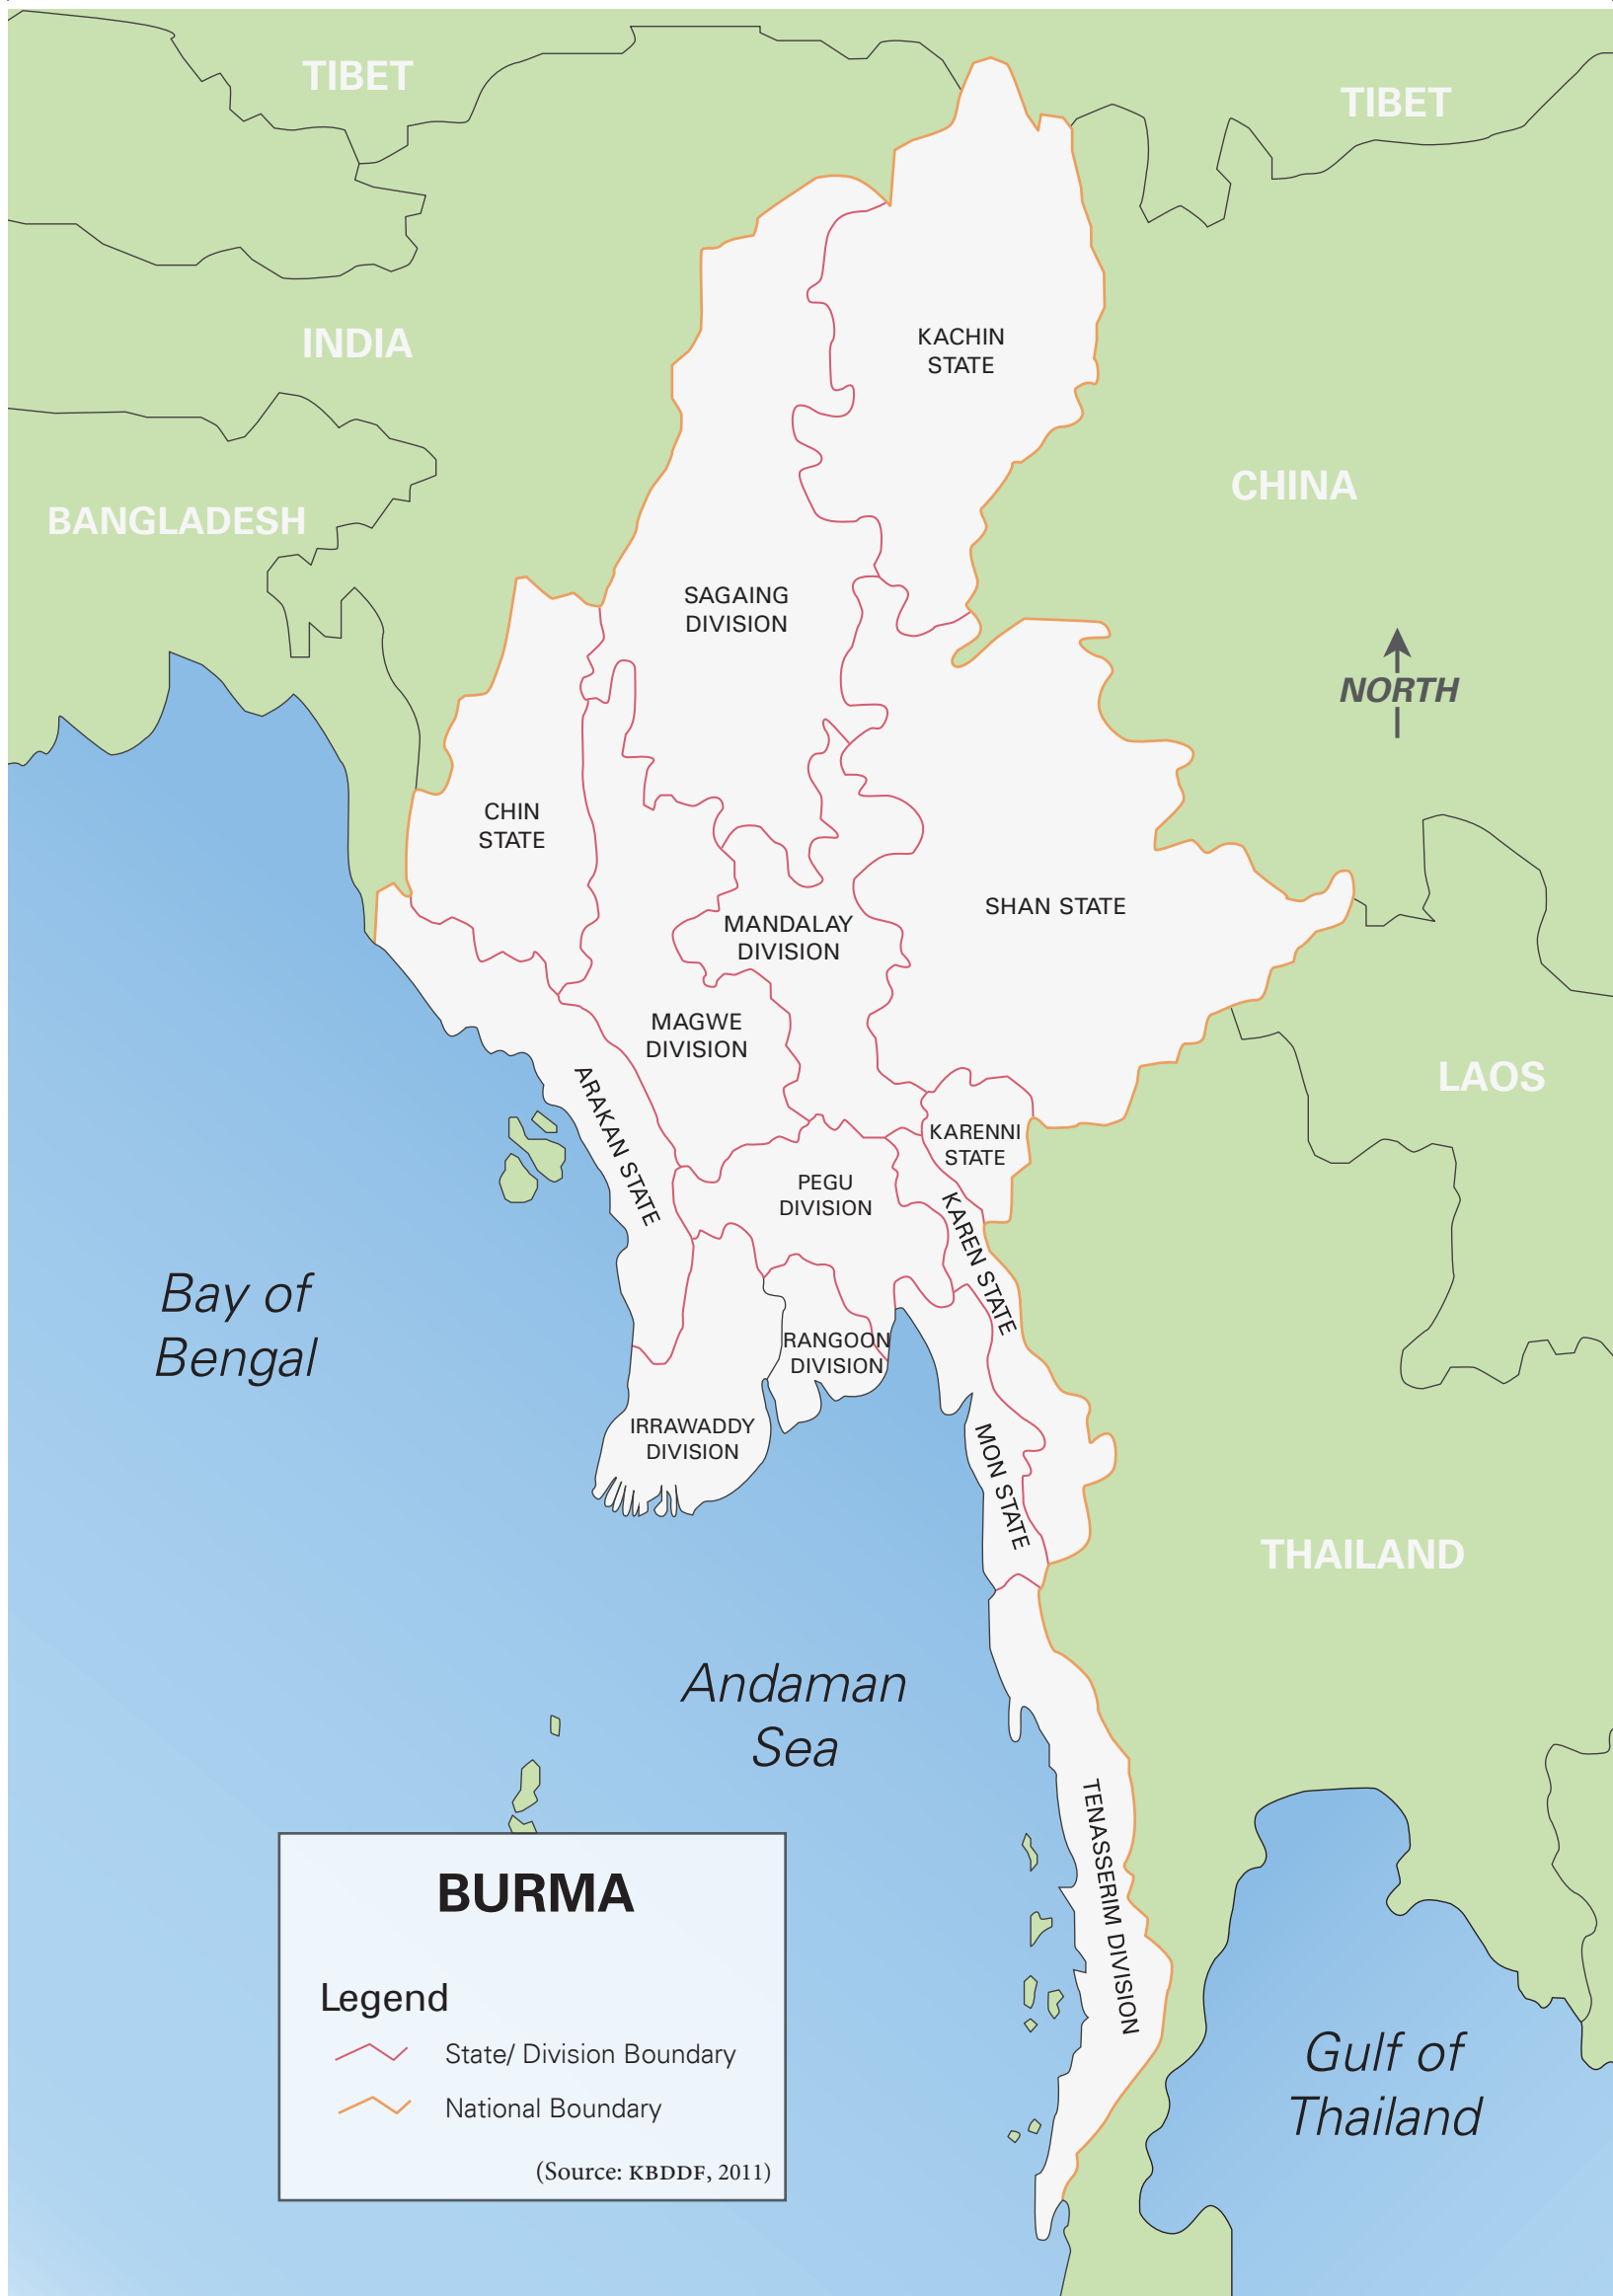 TIBET
TIBET
INDIA
KACHIN
STATE
CHINA
BANGLADESH
SAGAING
DIVISION
NORTH
CHIN
STATE
SHAN STATE
MANDALAY
DIVISION
MAGWE
DIVISION
LAOS
ARAKAN STATE
KARENNI
STATE
PEGU
DIVISION
KAREN STATE
Bay of
Bengal
RANGOON
DIVISION
IRRAWADDY
DIVISION
MON STATE
THAILAND
Andaman
Sea
TENASSERIM DIVISION
BURMA
Legend
State/ Division Boundary
National Boundary
(Source: KBDDF, 2011)
Gulf of
Thailand